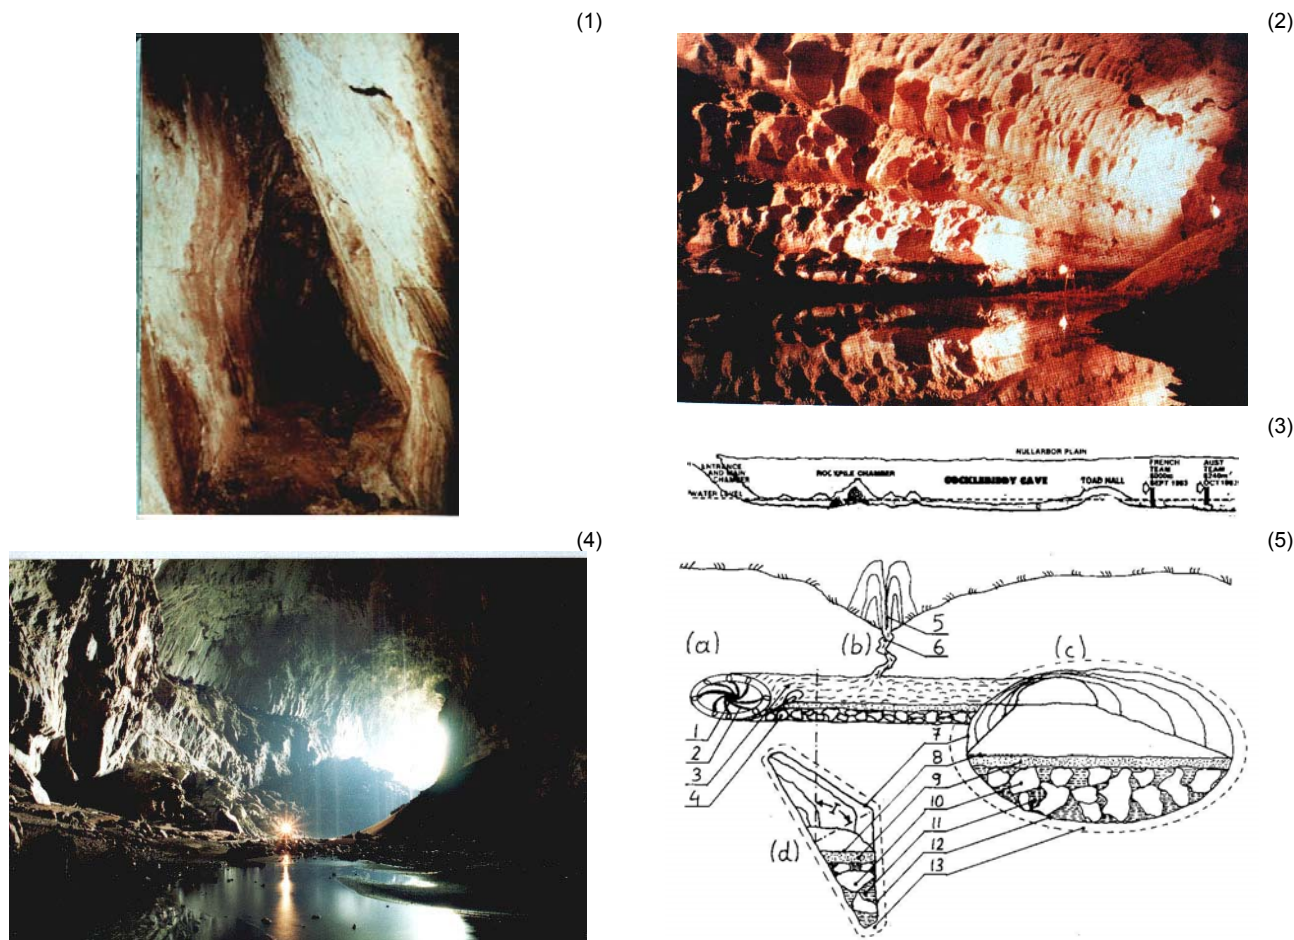 (1)
(2)
(3)
NULLARBOR PLAIN
ENTRANCE
AND MAIN
CHAMBER
ROCKPILE CHAMBER
COCKLEBIDDY CAVE
TOAD HALL
FRENCH
TEAM
SEPT 1983
AUST
TEAM
WATER LEVEL
(4)
(5)
(a)
(b)
(c)
(d)
5
6
1
2
3
4
7
8
9
10
11
12
13